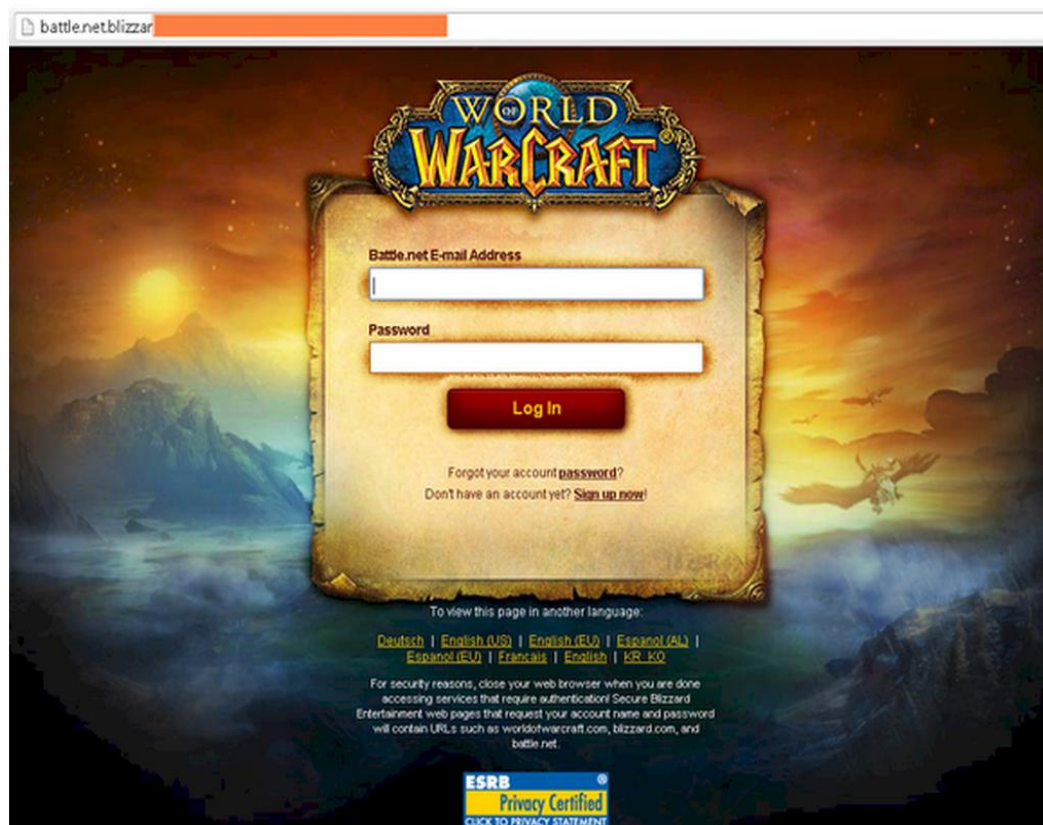 battle.net.blizzar
WORLD
OF
WARCRAFT®
Battle.net E-mail Address
Password
Log In
Forgot your account password?
Don't have an account yet? Sign up now!
To view this page in another language:
Deutsch | English (US) | English (EU) | Espanol (AL) |
Espanol (EU) | Francais | English | KR_KO
For security reasons, close your web browser when you are done
accessing services that require authentication! Secure Blizzard
Entertainment web pages that request your account name and password
will contain URLs such as worldofwarcraft.com, blizzard.com, and
battle.net.
ESRB ®
Privacy Certified
CLICK TO PRIVACY STATEMENT